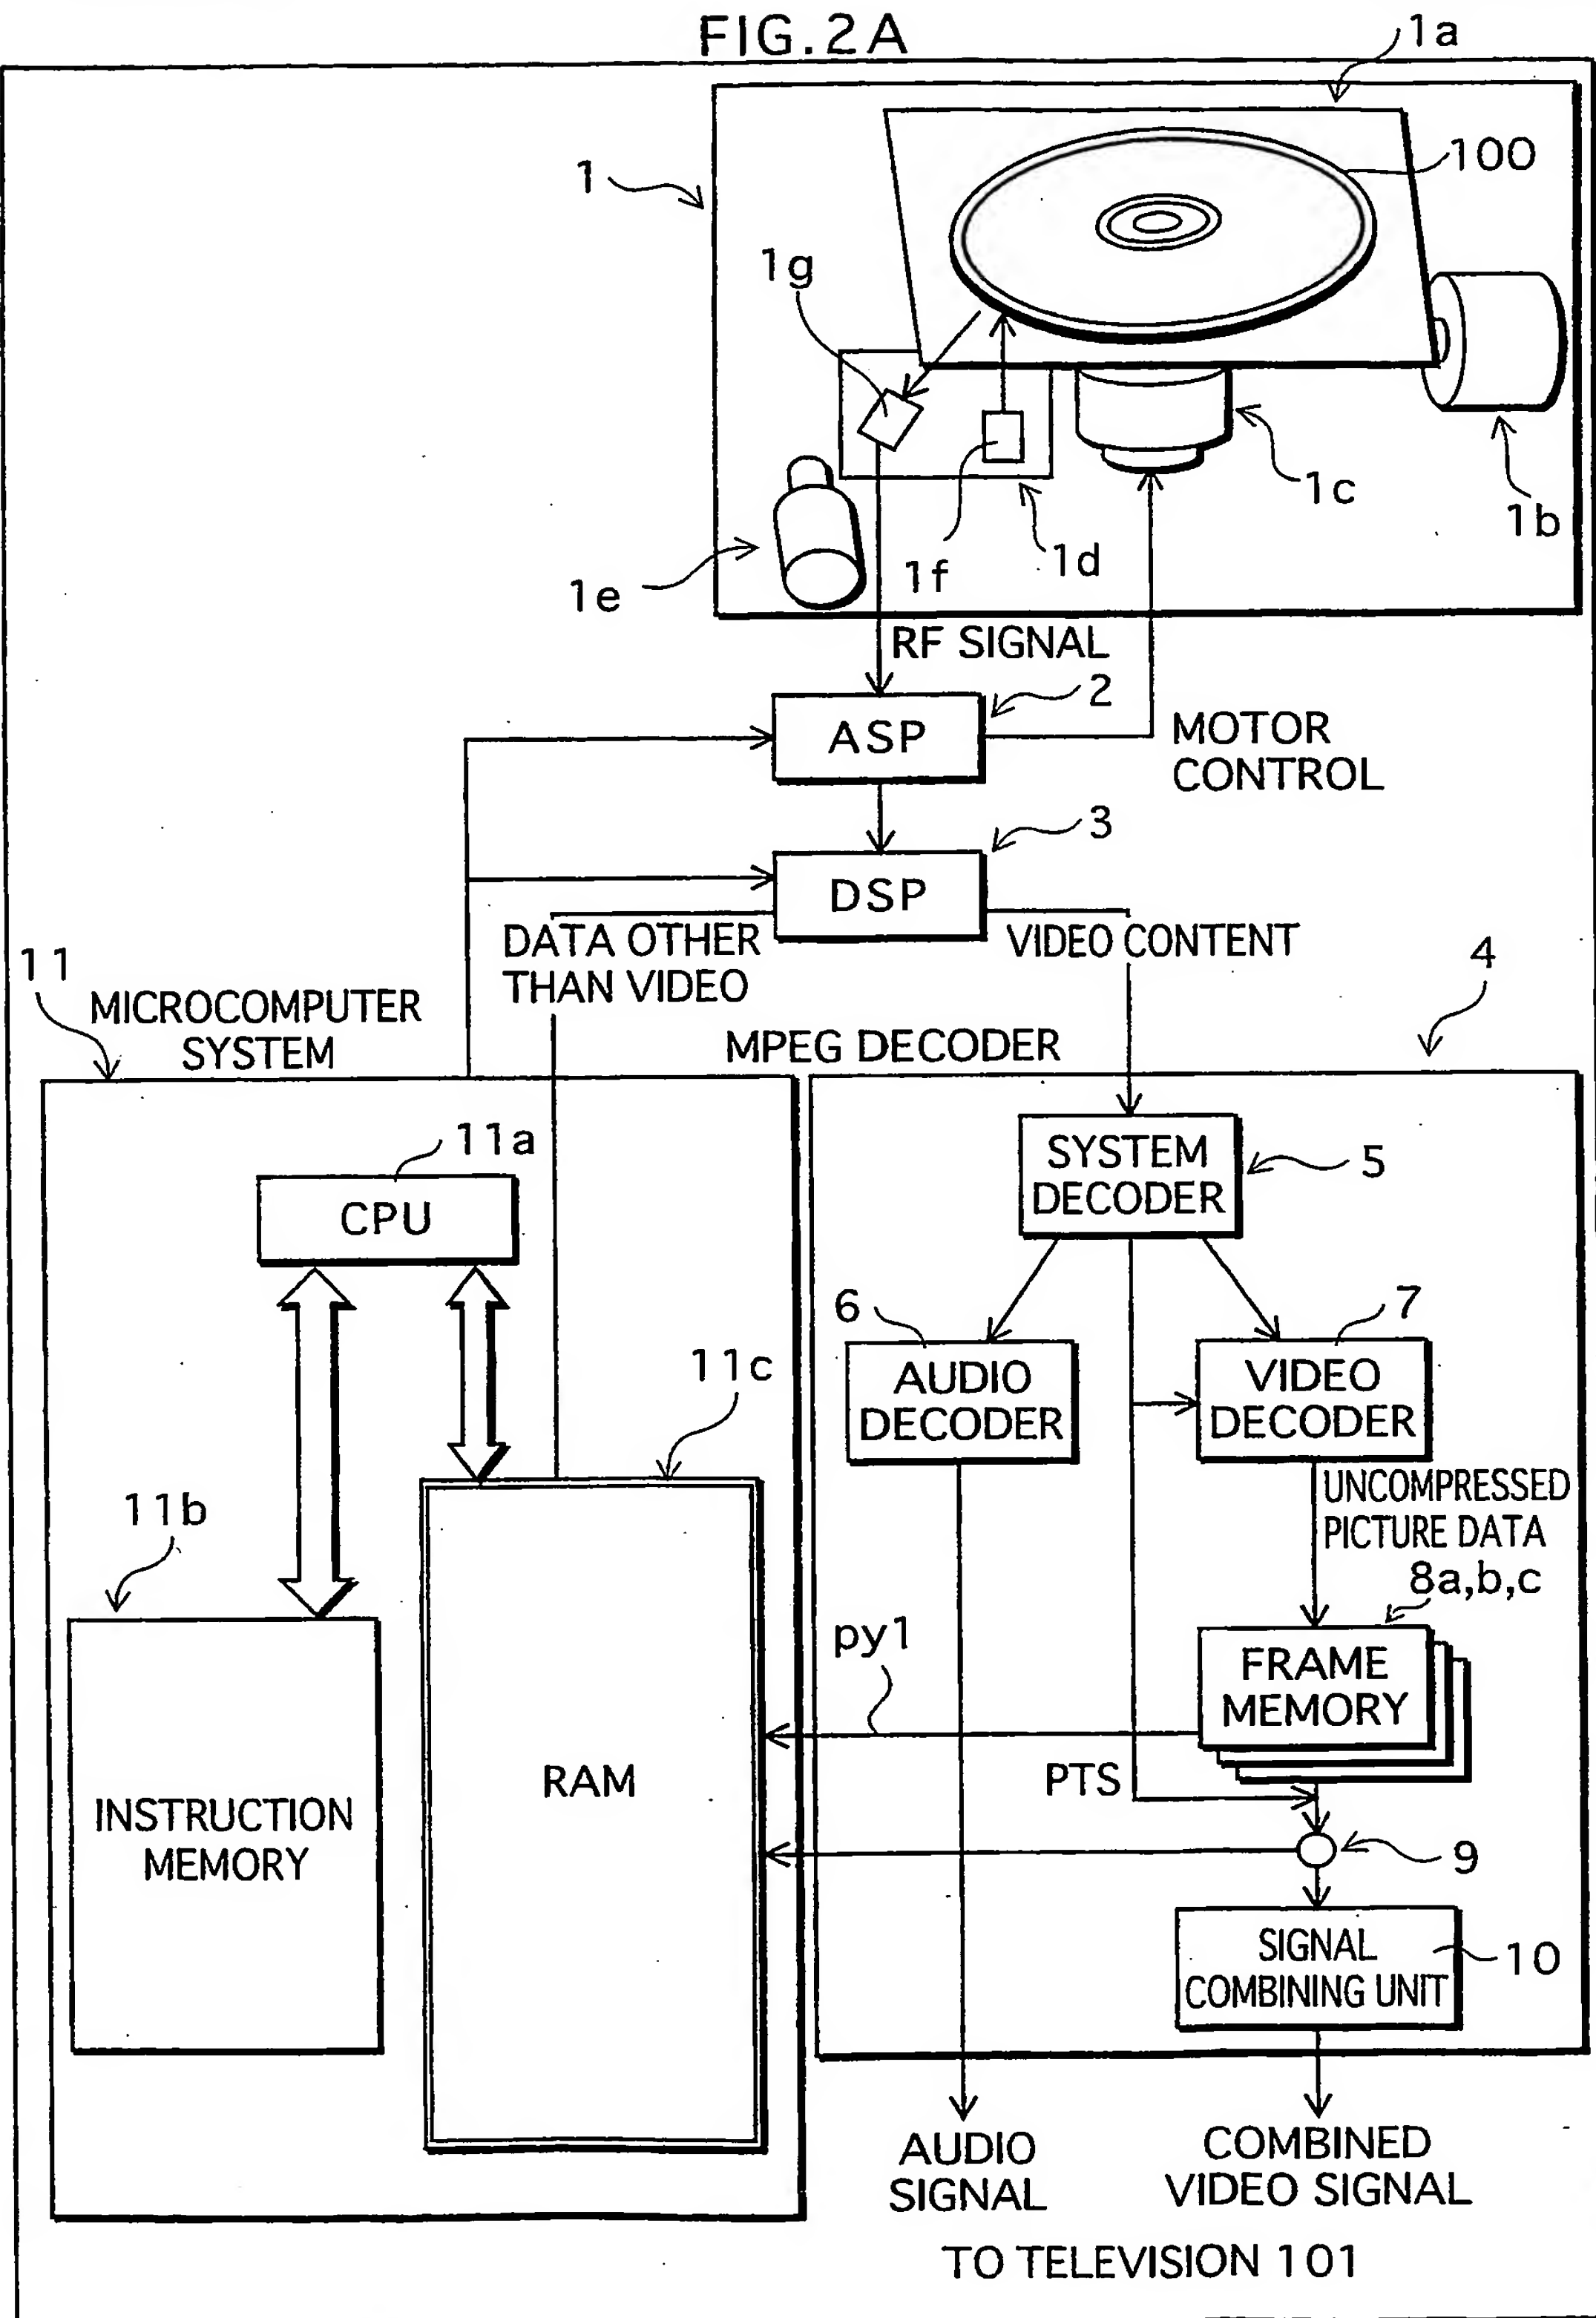 FIG.2A
1a
100
1
1g
1c
1b
1d
1f
1e
RF SIGNAL
2
ASP
MOTOR
CONTROL
3
DSP
DATA OTHER
THAN VIDEO
VIDEO CONTENT
4
11
MICROCOMPUTER
SYSTEM
MPEG DECODER
11a
CPU
SYSTEM
DECODER
5
6
7
AUDIO
DECODER
VIDEO
DECODER
11c
UNCOMPRESSED
PICTURE DATA
11b
8a,b,c
py1
FRAME
MEMORY
PTS
RAM
INSTRUCTION
MEMORY
9
SIGNAL
COMBINING UNIT
10
AUDIO
SIGNAL
COMBINED
VIDEO SIGNAL
TO TELEVISION 101